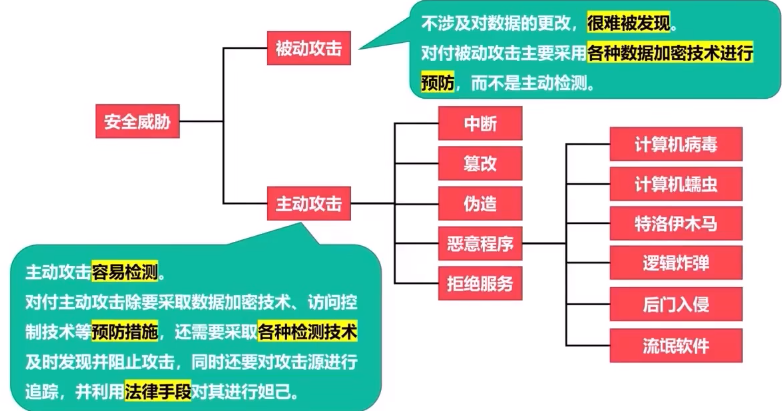 不涉及对数据的更改，很难被发现。
对付被动攻击主要采用各种数据加密技术进行
预防，而不是主动检测。
被动攻击
安全威胁
主动攻击
中断
篡改
伪造
恶意程序
拒绝服务
计算机病毒
计算机蠕虫
特洛伊木马
逻辑炸弹
后门入侵
流氓软件
主动攻击容易检测。
对付主动攻击除要采取数据加密技术、访问控
制技术等预防措施，还需要采取各种检测技术
及时发现并阻止攻击，同时还要对攻击源进行
追踪，并利用法律手段对其进行妲己。